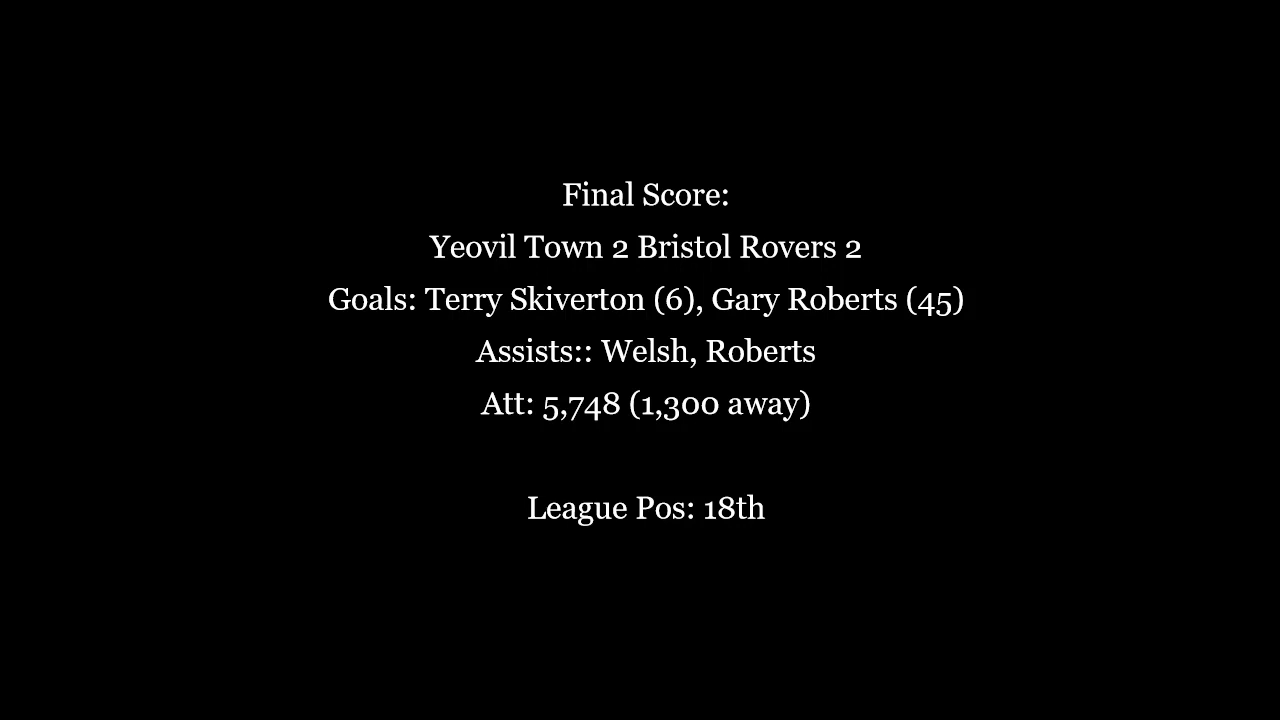 Final Score:
Yeovil Town 2 Bristol Rovers 2
Goals: Terry Skiverton (6), Gary Roberts (45)
Assists:: Welsh, Roberts
Att: 5,748 (1,300 away)
League Pos: 18th